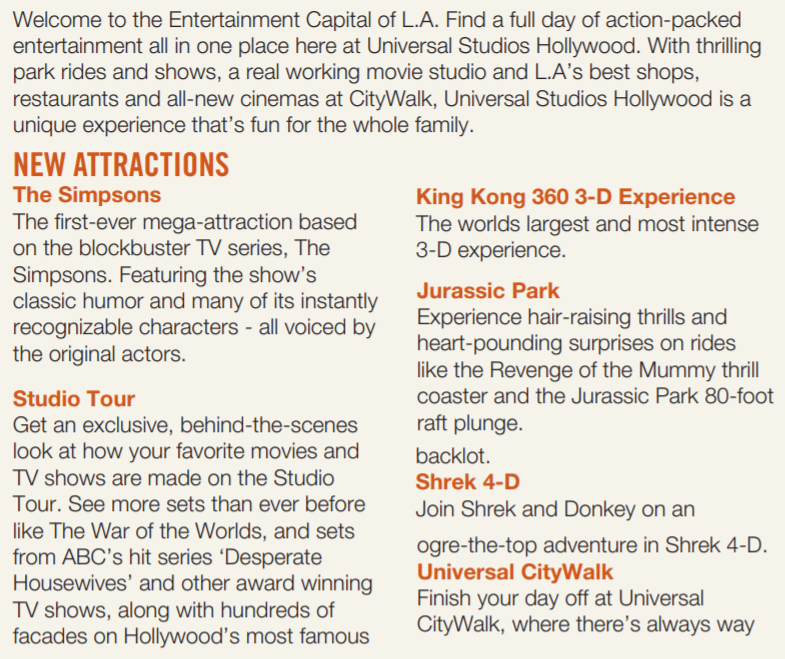 Welcome to the Entertainment Capital of L.A. Find a full day of action-packed
entertainment all in one place here at Universal Studios Hollywood. With thrilling
park rides and shows, a real working movie studio and L.A's best shops,
restaurants and all-new cinemas at CityWalk, Universal Studios Hollywood is a
unique experience that's fun for the whole family.
NEW ATTRACTIONS
The Simpsons
The first-ever mega-attraction based
on the blockbuster TV series, The
Simpsons. Featuring the show's
classic humor and many of its instantly
recognizable characters - all voiced by
the original actors.
Studio Tour
Get an exclusive, behind-the-scenes
look at how your favorite movies and
TV shows are made on the Studio
Tour. See more sets than ever before
like The War of the Worlds, and sets
from ABC's hit series ‘Desperate
Housewives’ and other award winning
TV shows, along with hundreds of
facades on Hollywood's most famous
King Kong 360 3-D Experience
The worlds largest and most intense
3-D experience.
Jurassic Park
Experience hair-raising thrills and
heart-pounding surprises on rides
like the Revenge of the Mummy thrill
coaster and the Jurassic Park 80-foot
raft plunge.
backlot.
Shrek 4-D
Join Shrek and Donkey on an
ogre-the-top adventure in Shrek 4-D.
Universal CityWalk
Finish your day off at Universal
CityWalk, where there's always way